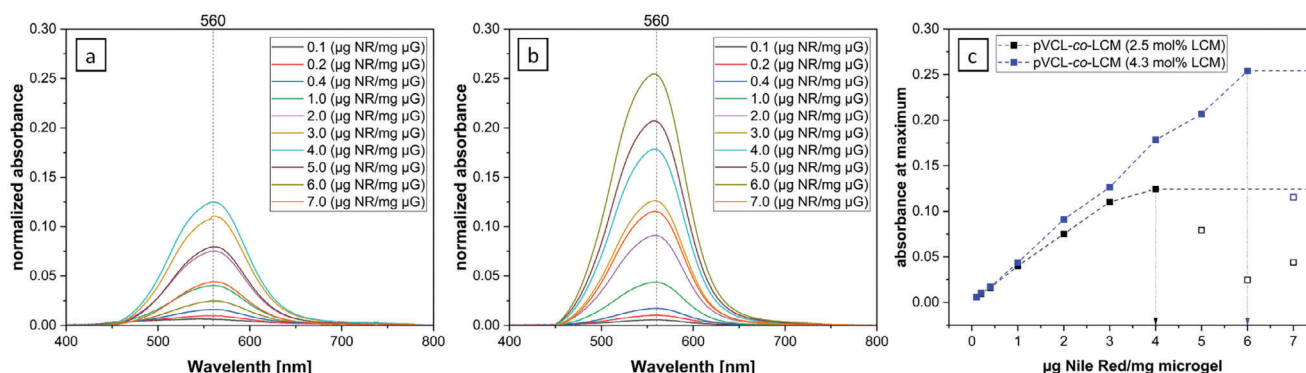 560
a
0.1 (µg NR/mg µG)
0.2 (µg NR/mg µG)
0.4 (µg NR/mg µG)
1.0 (µg NR/mg µG)
2.0 (µg NR/mg µG)
3.0 (µg NR/mg µG)
4.0 (µg NR/mg µG)
5.0 (µg NR/mg µG)
6.0 (µg NR/mg µG)
7.0 (µg NR/mg µG)
normalized absorbance
0.30
0.25
0.20
0.15
0.10
0.05
0.00
400 500 600 700 800
Wavelenth [nm]
560
b
0.1 (µg NR/mg µG)
0.2 (µg NR/mg µG)
0.4 (µg NR/mg µG)
1.0 (µg NR/mg µG)
2.0 (µg NR/mg µG)
3.0 (µg NR/mg µG)
4.0 (µg NR/mg µG)
5.0 (µg NR/mg µG)
6.0 (µg NR/mg µG)
7.0 (µg NR/mg µG)
normalized absorbance
0.30
0.25
0.20
0.15
0.10
0.05
0.00
400 500 600 700 800
Wavelenth [nm]
c
pVCL-co-LCM (2.5 mol% LCM)
pVCL-co-LCM (4.3 mol% LCM)
absorbance at maximum
0.30
0.25
0.20
0.15
0.10
0.05
0.00
0 1 2 3 4 5 6 7
µg Nile Red/mg microgel